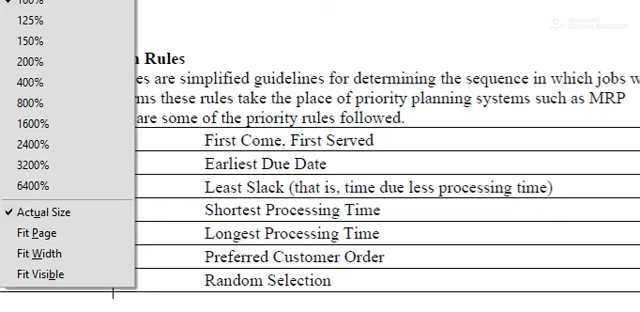 100%
125%
150%
200%
400%
800%
1600%
2400%
3200%
6400%
Actual Size
Fit Page
Fit Width
Fit Visible
n Rules
es are simplified guidelines for determining the sequence in which jobs w
ms these rules take the place of priority planning systems such as MRP
are some of the priority rules followed.
First Come, First Served
Earliest Due Date
Least Slack (that is, time due less processing time)
Shortest Processing Time
Longest Processing Time
Preferred Customer Order
Random Selection